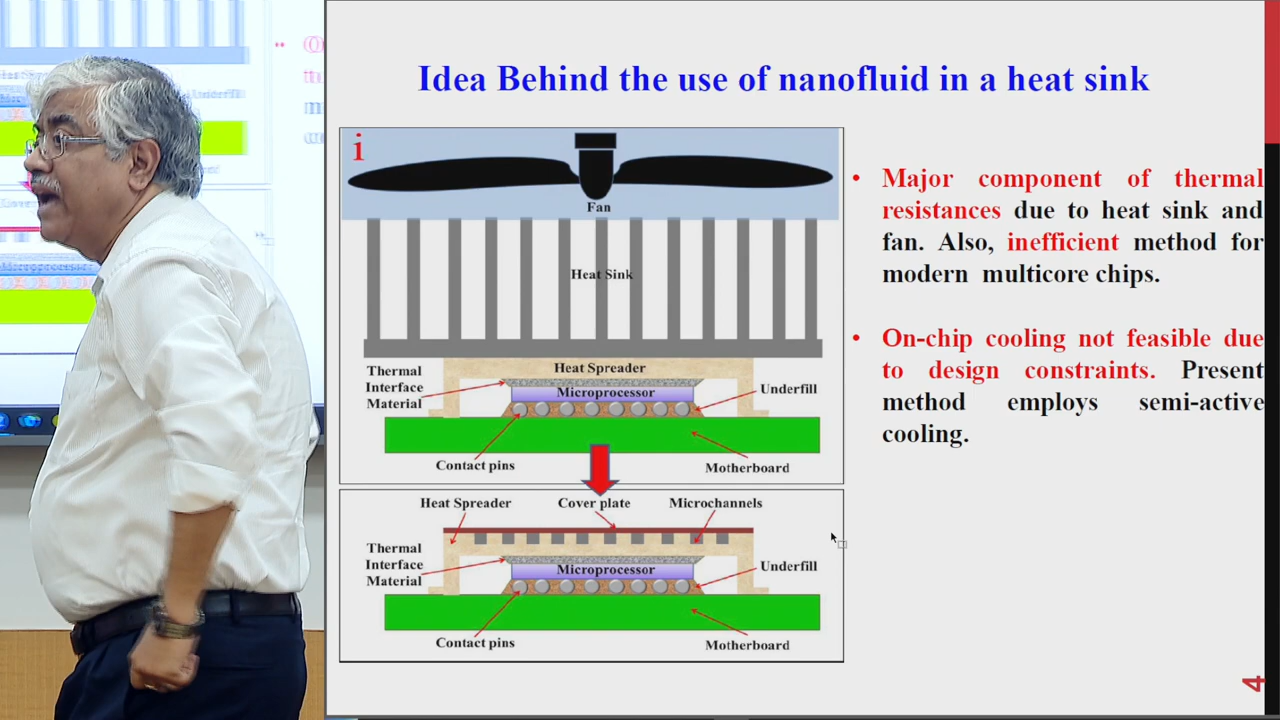 Idea Behind the use of nanofluid in a heat sink
i
Fan
Heat Sink
Heat Spreader
Thermal
Interface
Material
Microprocessor
Underfill
Contact pins
Motherboard
Heat Spreader
Cover plate
Microchannels
Thermal
Interface
Material
Microprocessor
Underfill
Contact pins
Motherboard
• Major component of thermal
resistances due to heat sink and
fan. Also, inefficient method for
modern multicore chips.
• On-chip cooling not feasible due
to design constraints. Present
method employs semi-active
cooling.
4